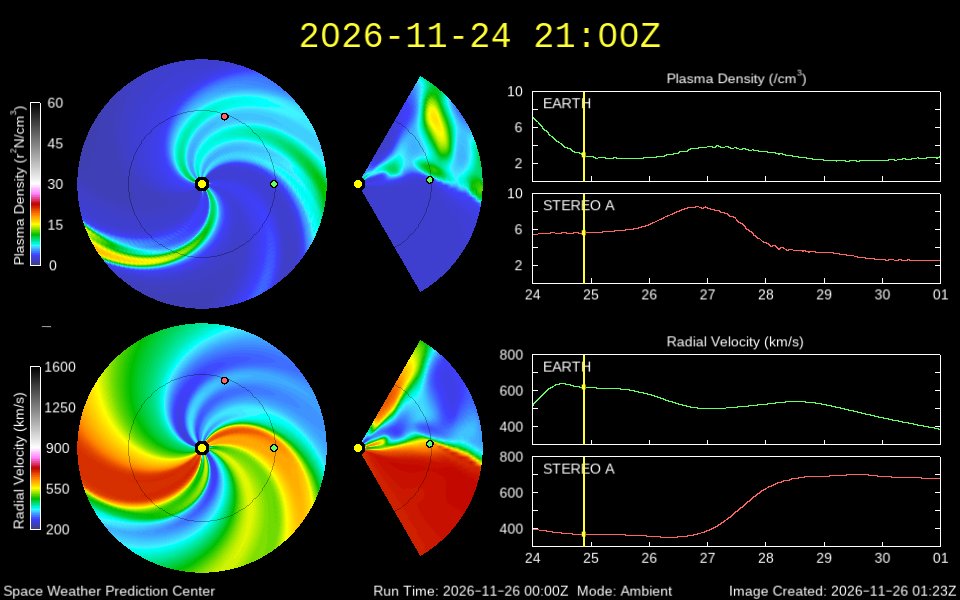 2026-11-24 21:00Z
Plasma Density (r²N/cm³)
60
45
30
15
0
Plasma Density (/cm³)
10
6
2
EARTH
10
6
2
STEREO A
24 25 26 27 28 29 30 01
Radial Velocity (km/s)
1600
1250
900
550
200
Radial Velocity (km/s)
800
600
400
EARTH
800
600
400
STEREO A
24 25 26 27 28 29 30 01
Space Weather Prediction Center Run Time: 2026-11-26 00:00Z Mode: Ambient Image Created: 2026-11-26 01:23Z